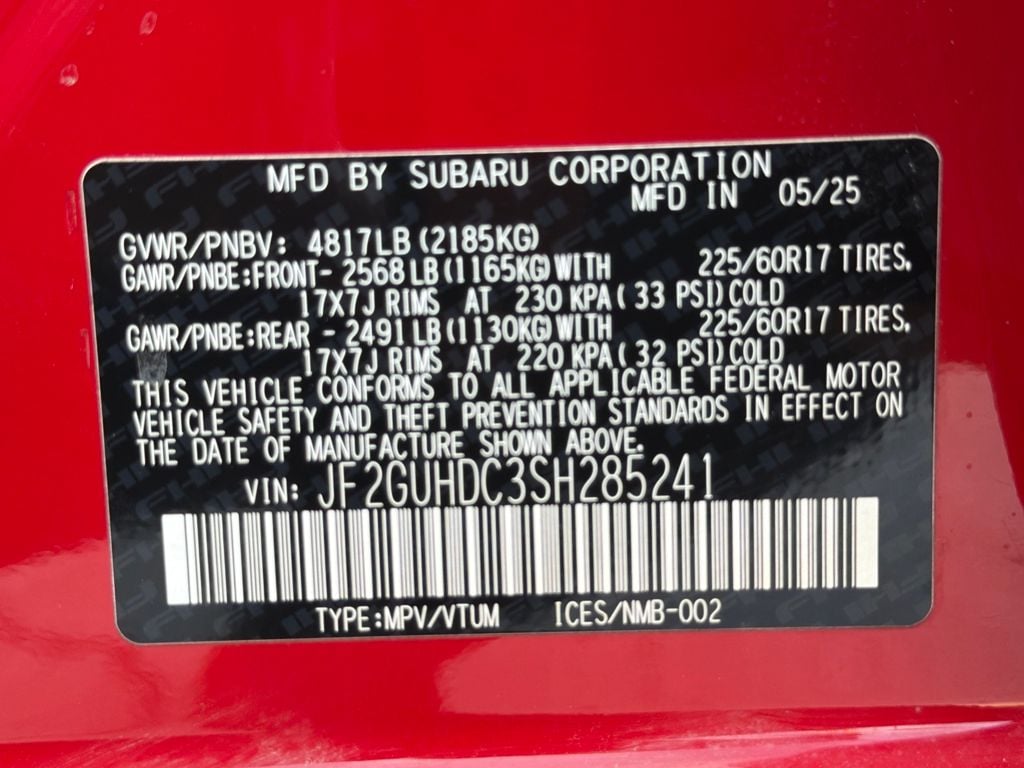 MFD BY SUBARU CORPORATION
MFD IN 05/25
GVWR/PNBV: 4817LB (2185KG)
GAWR/PNBE:FRONT- 2568 LB (1165KG) WITH 225/60R17 TIRES.
17X7J RIMS AT 230 KPA ( 33 PSI) COLD
GAWR/PNBE:REAR - 2491 LB (1130KG) WITH 225/60R17 TIRES.
17X7J RIMS AT 220 KPA ( 32 PSI) COLD
THIS VEHICLE CONFORMS TO ALL APPLICABLE FEDERAL MOTOR
VEHICLE SAFETY AND THEFT PREVENTION STANDARDS IN EFFECT ON
THE DATE OF MANUFACTURE SHOWN ABOVE.
VIN: JF2GUHDC3SH285241
TYPE:MPV/VTUM ICES/NMB-002